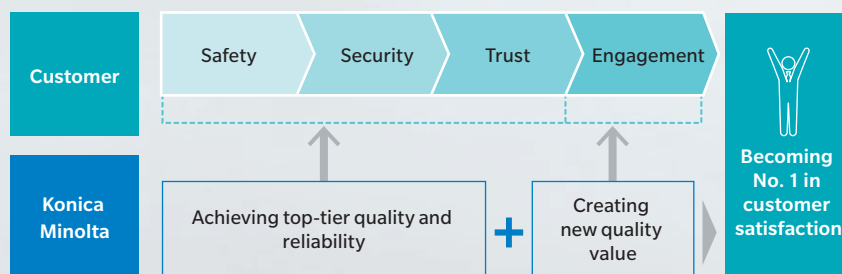 Customer
Safety
Security
Trust
Engagement
Konica
Minolta
Achieving top-tier quality and
reliability
+
Creating
new quality
value
Becoming
No. 1 in
customer
satisfaction